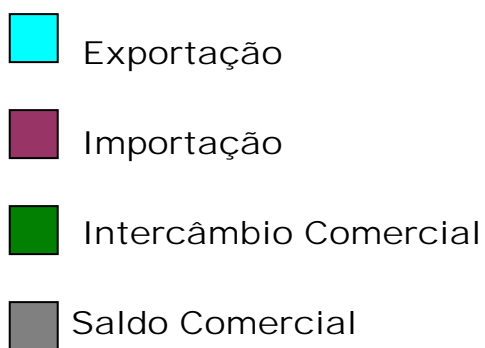 Exportação
Importação
Intercâmbio Comercial
Saldo Comercial